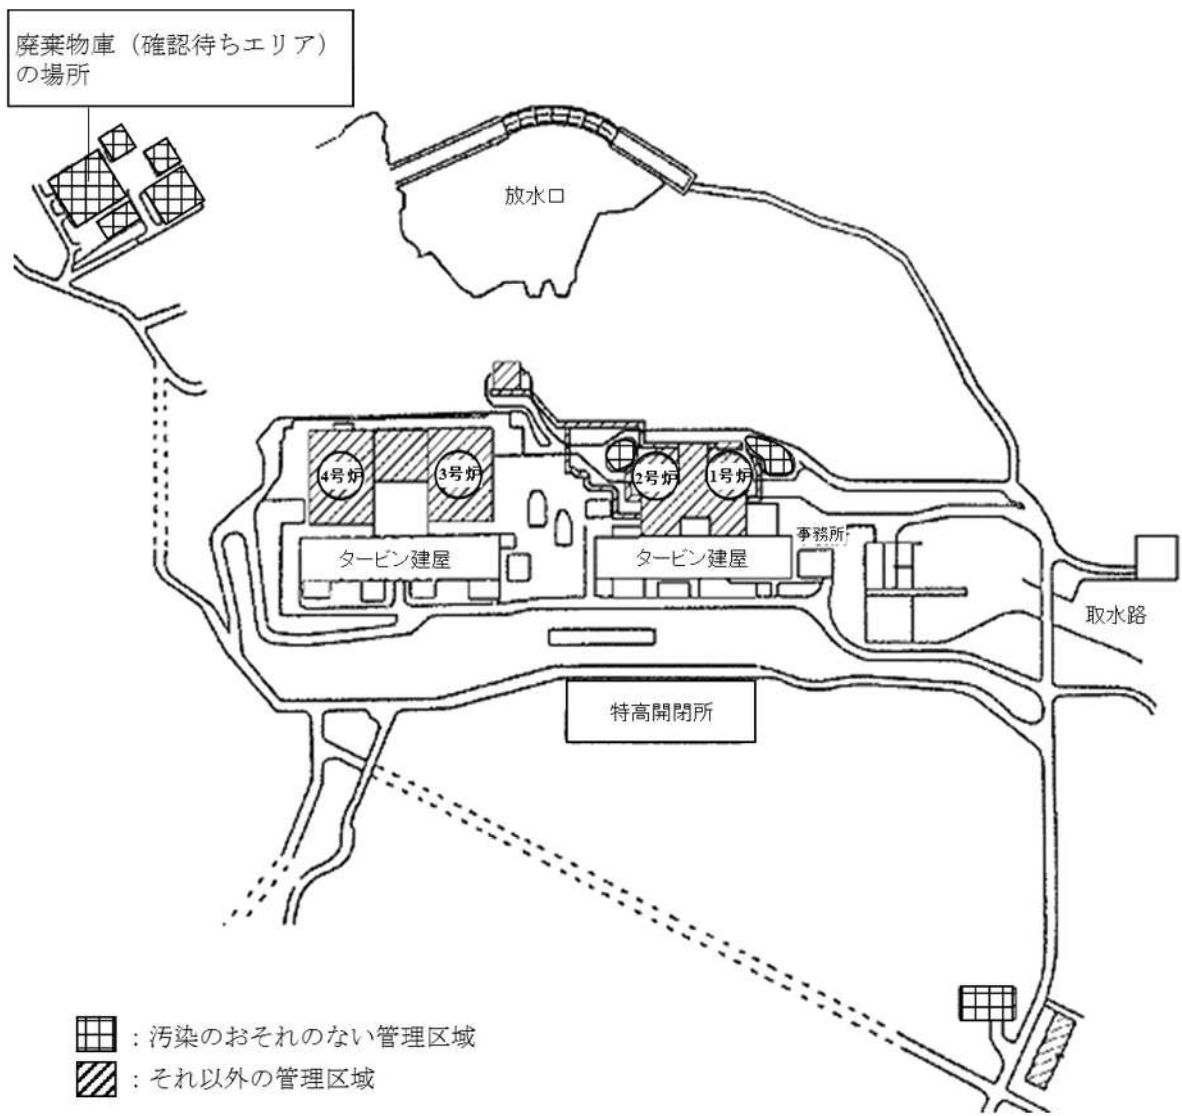 廃棄物庫（確認待ちエリア）
の場所
放水口
4号炉
3号炉
2号炉
1号炉
事務所
タービン建屋
タービン建屋
取水路
特高開閉所
：汚染のおそれのない管理区域
：それ以外の管理区域